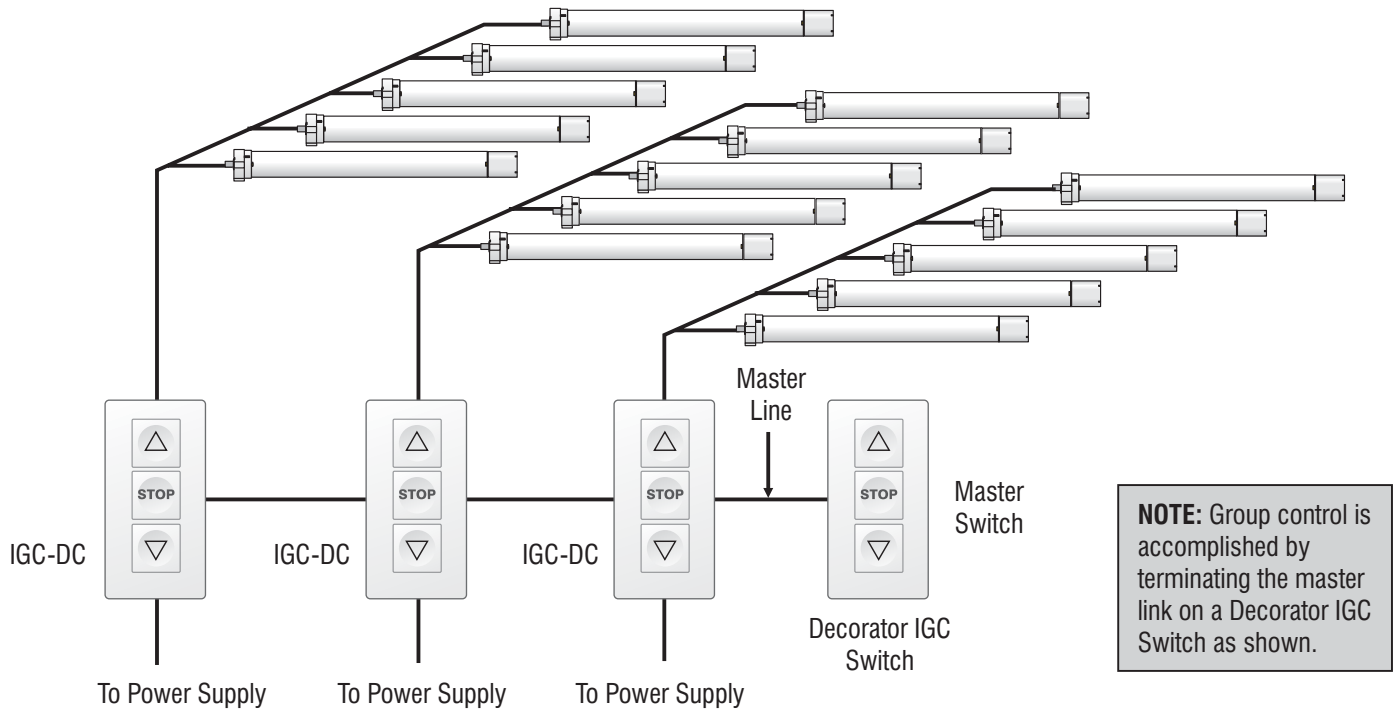 Master
Line
STOP
STOP
STOP
STOP
IGC-DC
IGC-DC
IGC-DC
Master
Switch
Decorator IGC
Switch
To Power Supply
To Power Supply
To Power Supply
NOTE: Group control is
accomplished by
terminating the master
link on a Decorator IGC
Switch as shown.